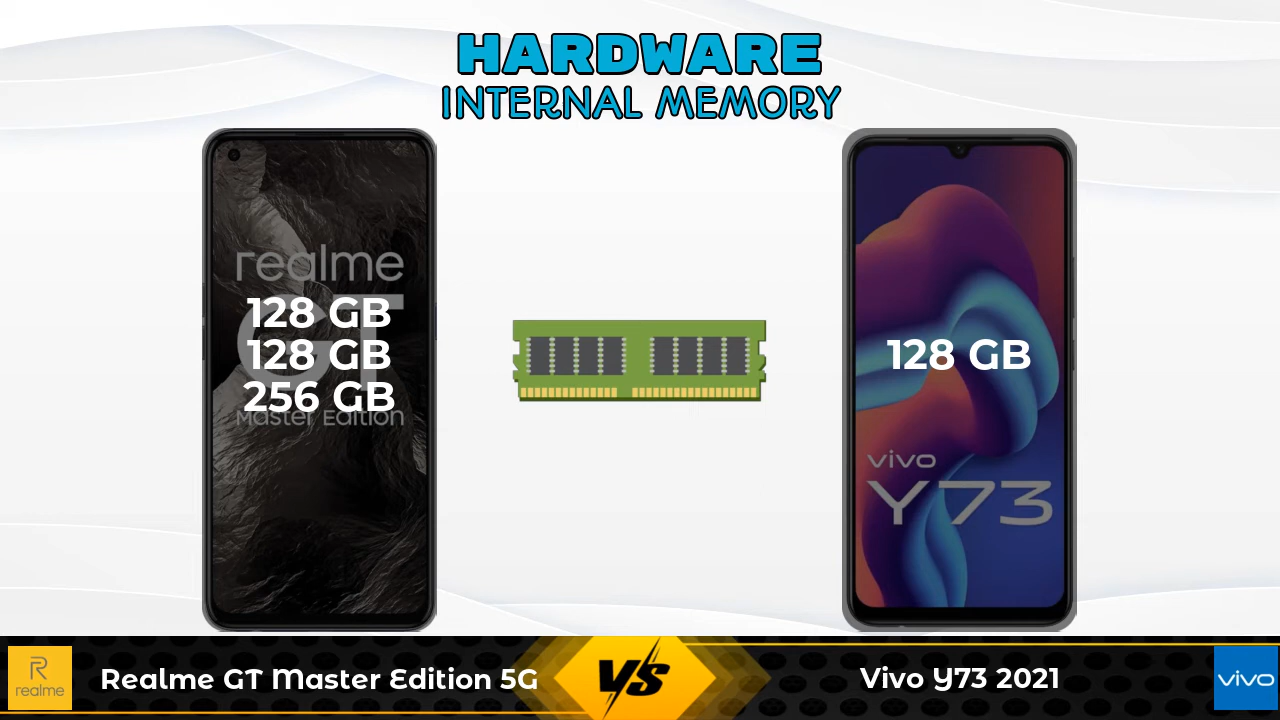 HARDWARE
INTERNAL MEMORY
realme
GT
128 GB
128 GB
256 GB
Master Edition
128 GB
vivo
Y73
R
realme
Realme GT Master Edition 5G
VS
Vivo Y73 2021
vivo